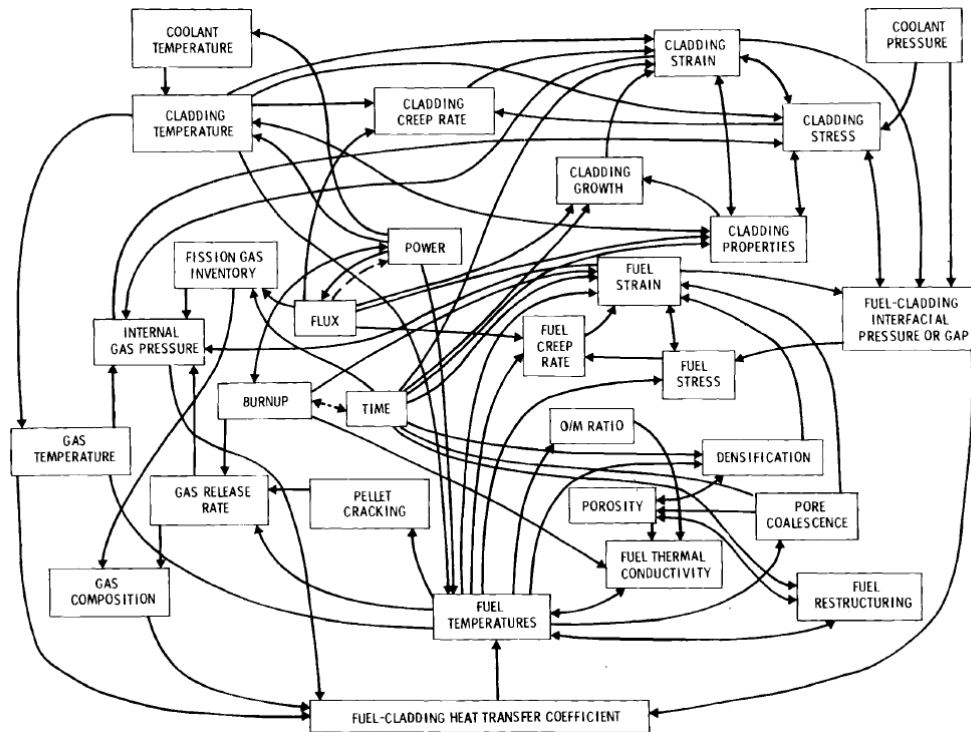 COOLANT
TEMPERATURE
CLADDING
STRAIN
COOLANT
PRESSURE
CLADDING
TEMPERATURE
CLADDING
CREEP RATE
CLADDING
STRESS
CLADDING
GROWTH
CLADDING
PROPERTIES
POWER
FISSION GAS
INVENTORY
FUEL
STRAIN
FLUX
INTERNAL
GAS PRESSURE
FUEL
CREEP
RATE
FUEL-CLADDING
INTERFACIAL
PRESSURE OR GAP
FUEL
STRESS
BURNUP
TIME
O/M RATIO
GAS
TEMPERATURE
DENSIFICATION
GAS RELEASE
RATE
PELLET
CRACKING
POROSITY
PORE
COALESCENCE
FUEL THERMAL
CONDUCTIVITY
GAS
COMPOSITION
FUEL
RESTRUCTURING
FUEL
TEMPERATURES
FUEL-CLADDING HEAT TRANSFER COEFFICIENT